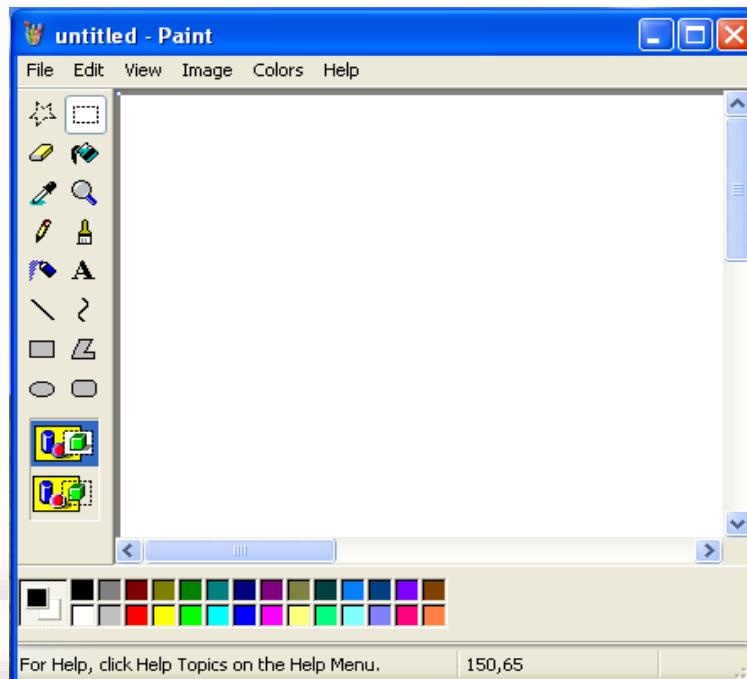 untitled - Paint
File Edit View Image Colors Help
A
For Help, click Help Topics on the Help Menu. 150,65